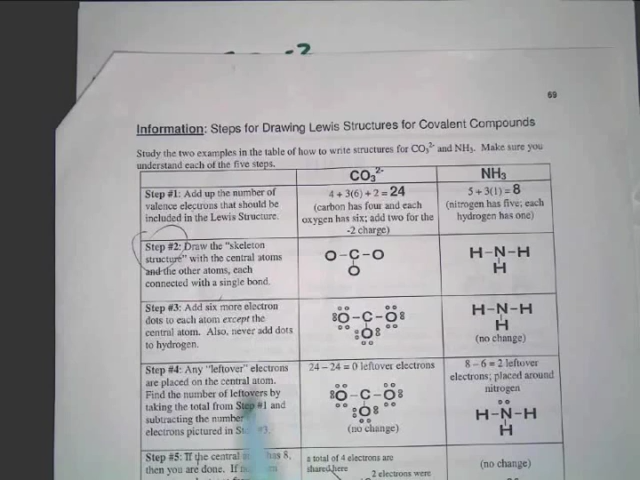 -2
69
Information: Steps for Drawing Lewis Structures for Covalent Compounds
Study the two examples in the table of how to write structures for CO₃²⁻ and NH₃. Make sure you
understand each of the five steps.
CO₃²⁻
NH₃
Step #1: Add up the number of
valence electrons that should be
included in the Lewis Structure.
4 + 3(6) + 2 = 24
(carbon has four and each
oxygen has six; add two for the
-2 charge)
5 + 3(1) = 8
(nitrogen has five; each
hydrogen has one)
Step #2: Draw the "skeleton
structure" with the central atoms
and the other atoms, each
connected with a single bond.
O-C-O
O
H-N-H
H
Step #3: Add six more electron
dots to each atom except the
central atom. Also, never add dots
to hydrogen.
O-C-O
O
H-N-H
H
(no change)
Step #4: Any "leftover" electrons
are placed on the central atom.
Find the number of leftovers by
taking the total from Step #1 and
subtracting the number
electrons pictured in
24 – 24 = 0 leftover electrons
O-C-O
O
(no change)
8 – 6 = 2 leftover
electrons; placed around
nitrogen
H-N-H
H
Step #5: If the central has 8,
then you are done. If
a total of 4 electrons are
shared here
2 electrons were
(no change)